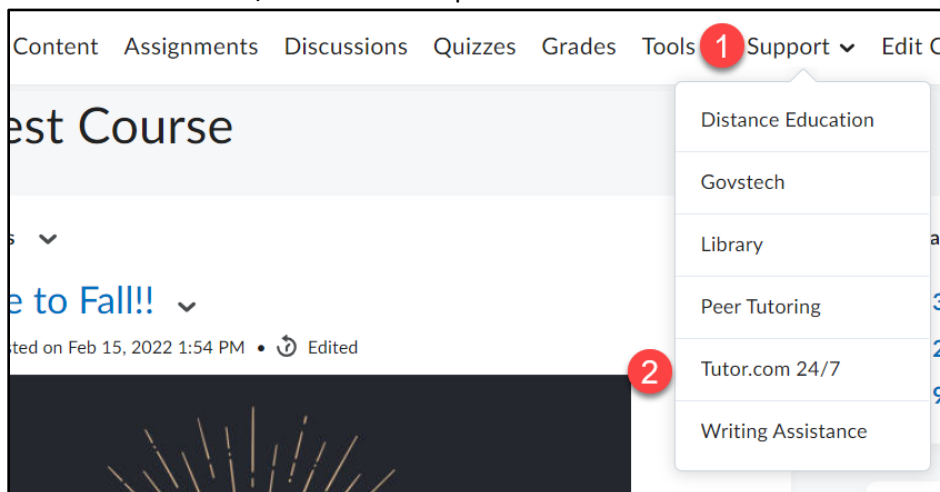 Content Assignments Discussions Quizzes Grades Tools 1 Support Edit
est Course
Distance Education
Govstech
Library
e to Fall!!
Peer Tutoring
sted on Feb 15, 2022 1:54 PM • Edited
2 Tutor.com 24/7
Writing Assistance